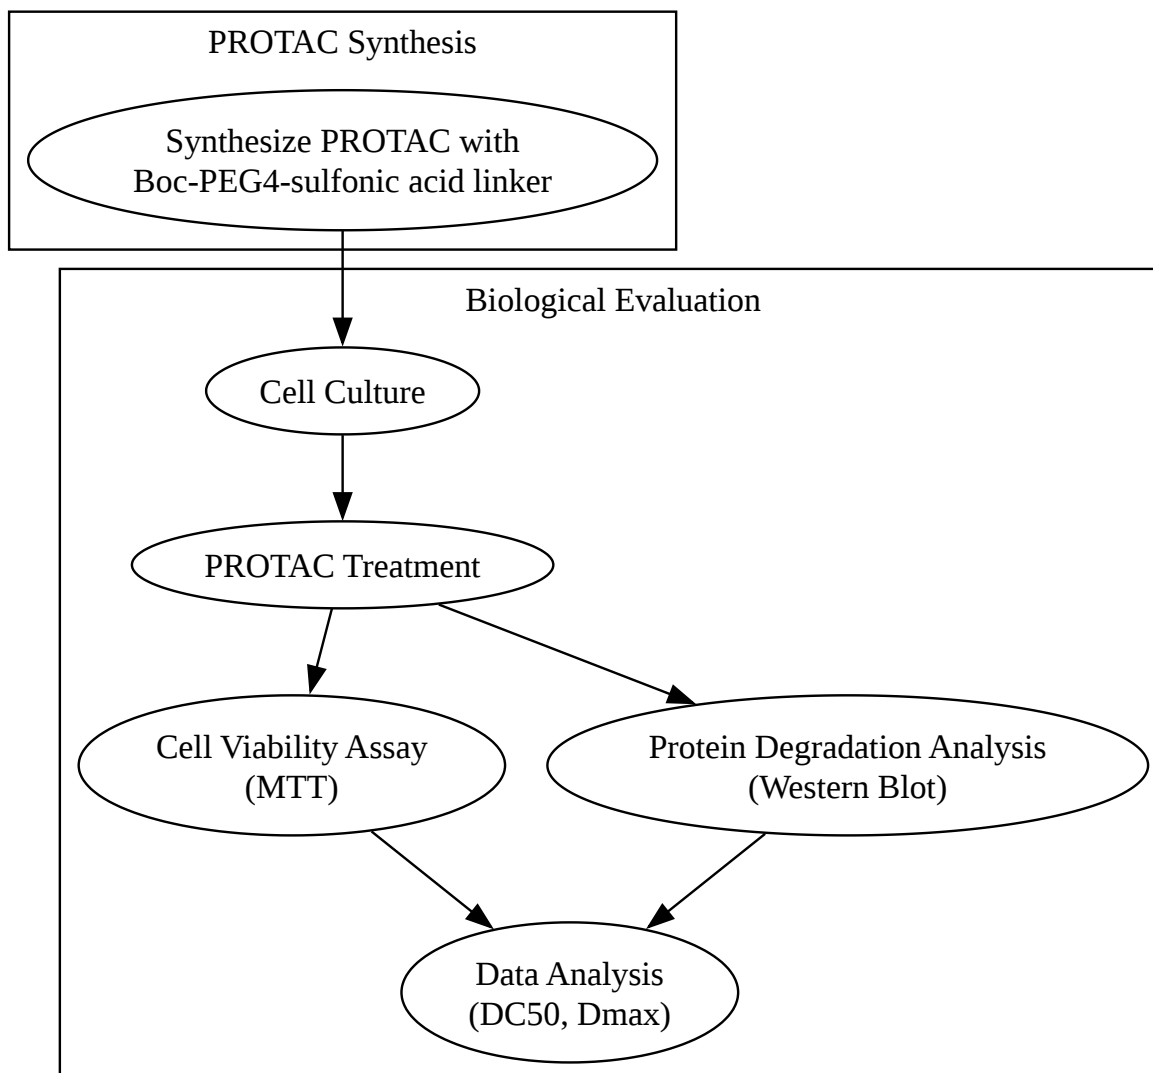 PROTAC Synthesis
Synthesize PROTAC with
Boc-PEG4-sulfonic acid linker
Biological Evaluation
Cell Culture
PROTAC Treatment
Cell Viability Assay
(MTT)
Protein Degradation Analysis
(Western Blot)
Data Analysis
(DC50, Dmax)